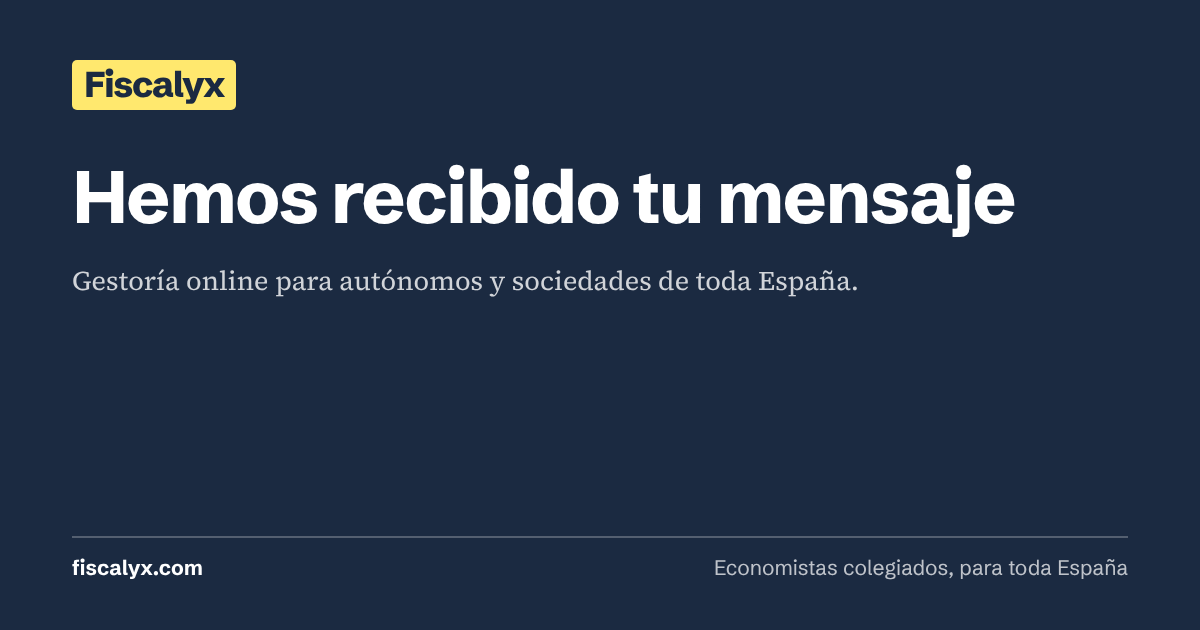 Fiscalyx
Hemos recibido tu mensaje
Gestoría online para autónomos y sociedades de toda España.
fiscalyx.com
Economistas colegiados, para toda España